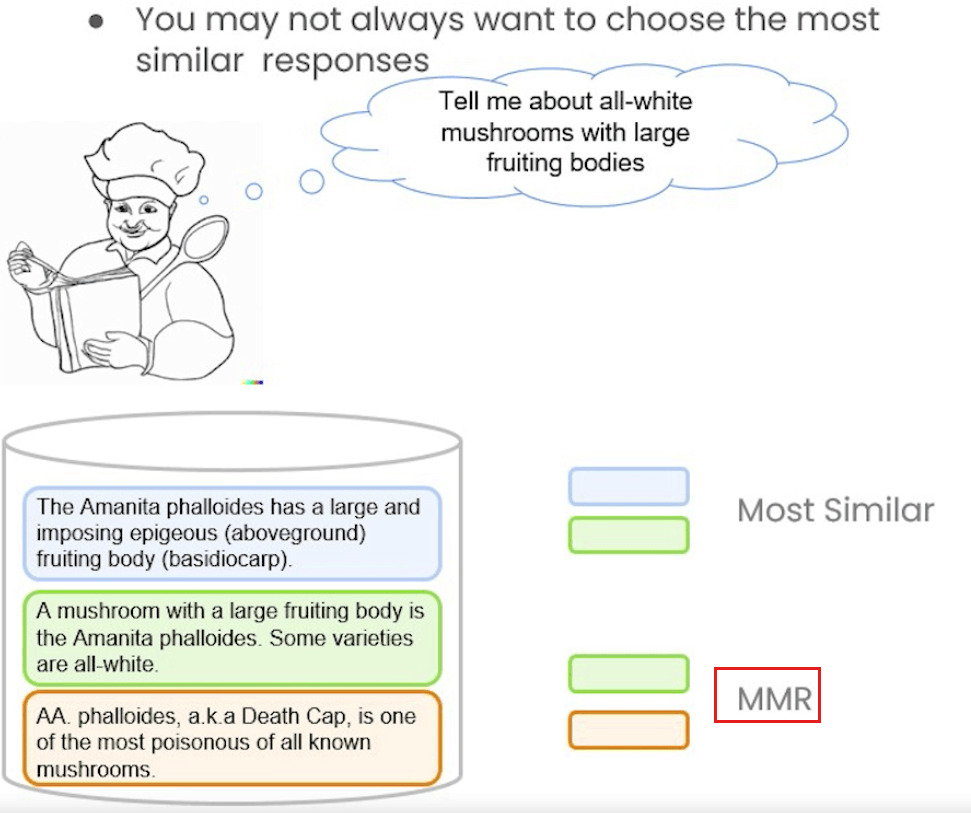 ● You may not always want to choose the most
similar responses
Tell me about all-white
mushrooms with large
fruiting bodies
The Amanita phalloides has a large and
imposing epigeous (aboveground)
fruiting body (basidiocarp).
A mushroom with a large fruiting body is
the Amanita phalloides. Some varieties
are all-white.
AA. phalloides, a.k.a Death Cap, is one
of the most poisonous of all known
mushrooms.
Most Similar
MMR